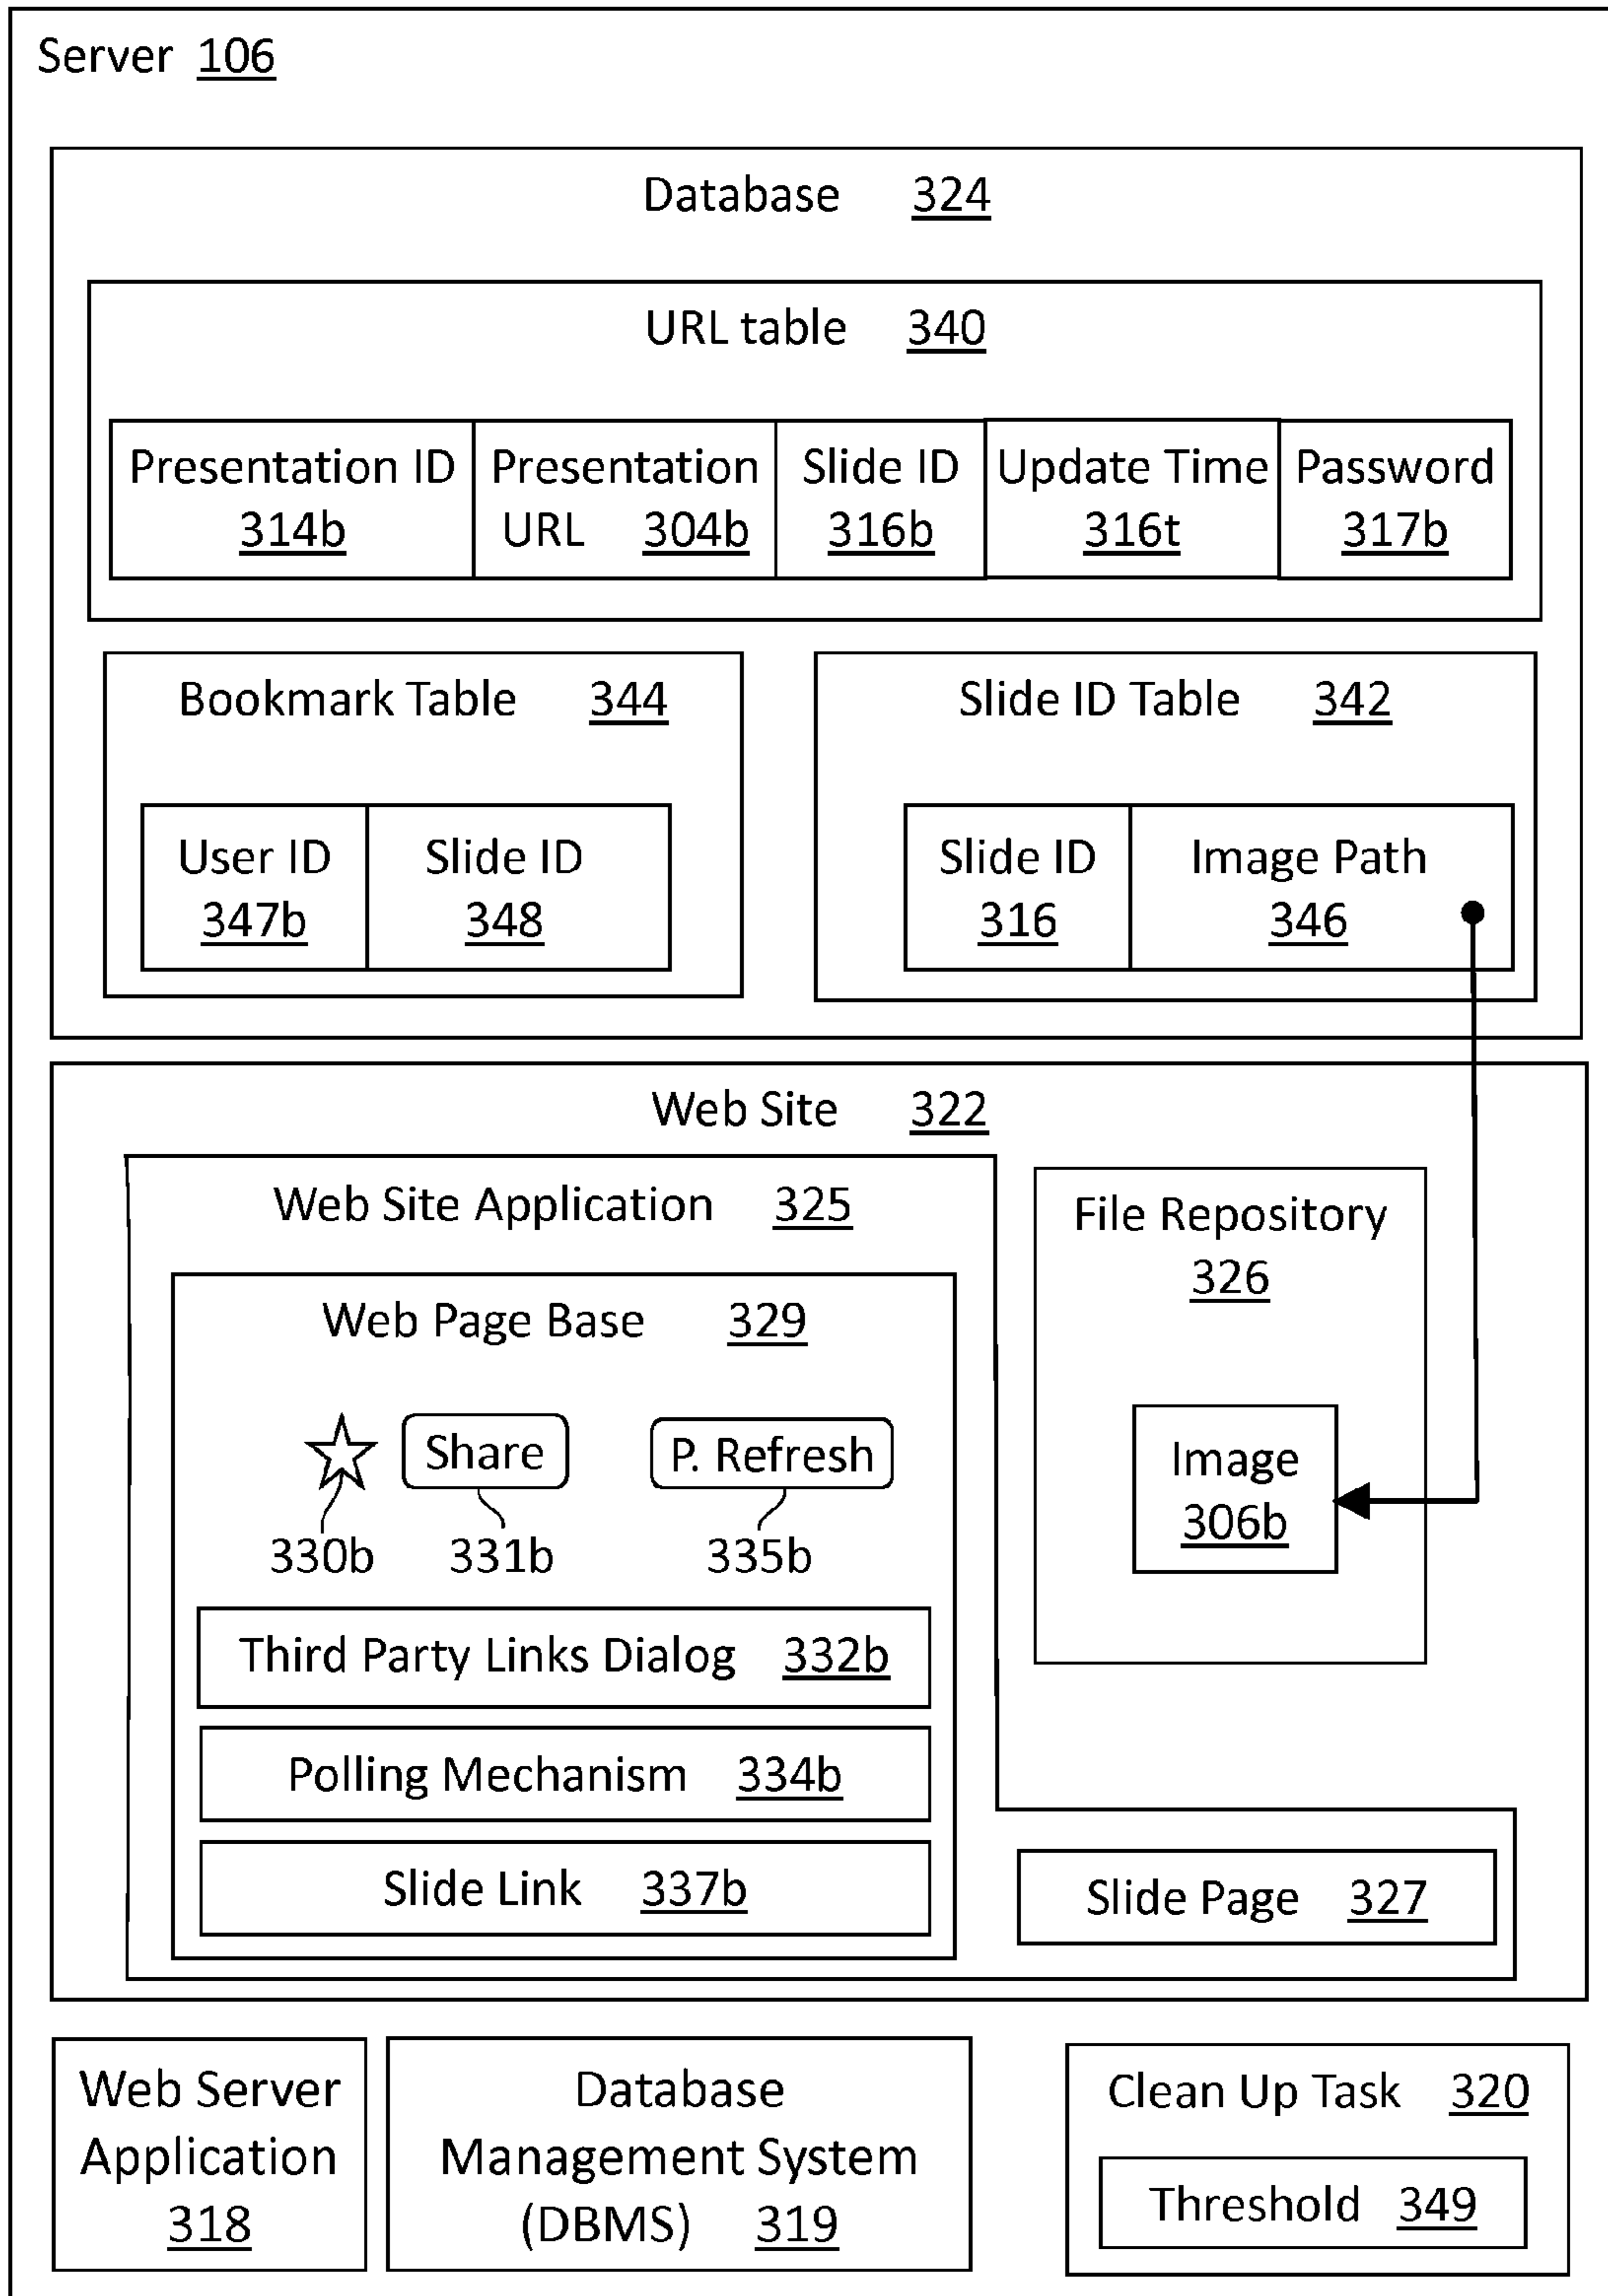 Server 106
Database 324
URL table 340
Presentation ID
314b
Presentation
URL 304b
Slide ID
316b
Update Time
316t
Password
317b
Bookmark Table 344
User ID
347b
Slide ID
348
Slide ID Table 342
Slide ID
316
Image Path
346
Web Site 322
Web Site Application 325
Web Page Base 329
Share
P. Refresh
330b
331b
335b
Third Party Links Dialog 332b
Polling Mechanism 334b
Slide Link 337b
File Repository
326
Image
306b
Slide Page 327
Web Server
Application
318
Database
Management System
(DBMS) 319
Clean Up Task 320
Threshold 349